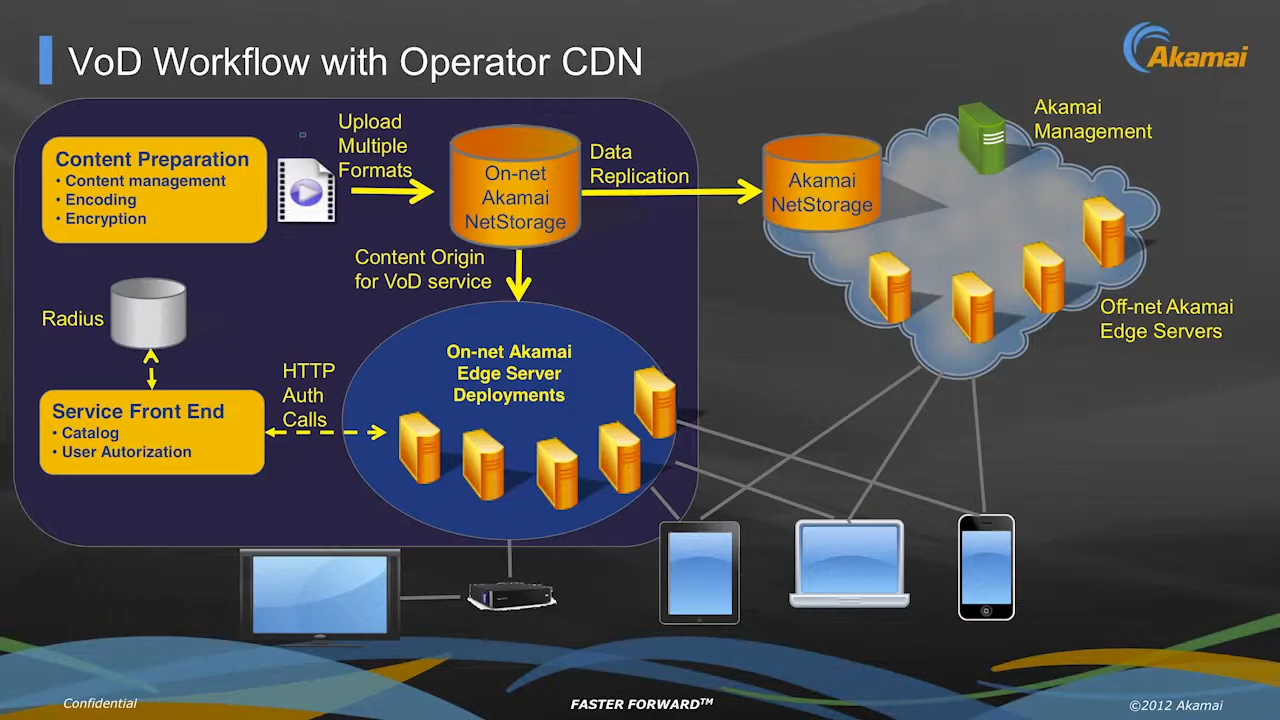 VoD Workflow with Operator CDN
Akamai
Content Preparation
• Content management
• Encoding
• Encryption
Upload
Multiple
Formats
On-net
Akamai
NetStorage
Data
Replication
Akamai
NetStorage
Akamai
Management
Content Origin
for VoD service
Off-net Akamai
Edge Servers
Radius
HTTP
Auth
Calls
On-net Akamai
Edge Server
Deployments
Service Front End
• Catalog
• User Autorization
Confidential
FASTER FORWARD™
©2012 Akamai